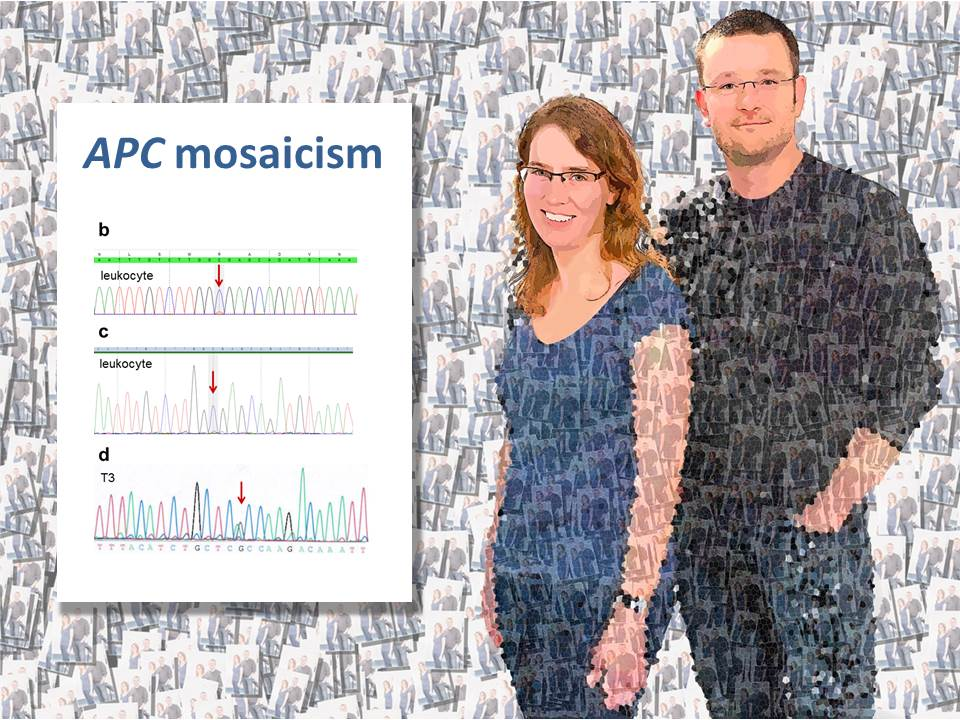 APC mosaicism
b
leukocyte
c
leukocyte
d
T3
TTTACATCTGCTCGCCAAGACAAATT